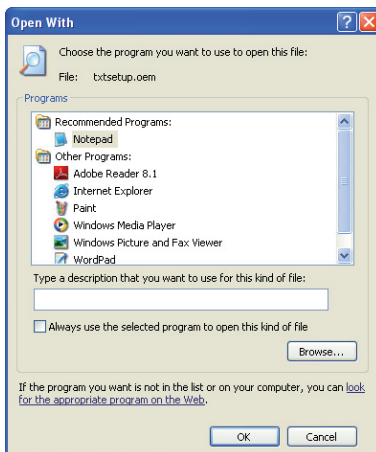 Open With
Choose the program you want to use to open this file:
File: txtsetup.oem
Programs
Recommended Programs:
Notepad
Other Programs:
Adobe Reader 8.1
Internet Explorer
Paint
Windows Media Player
Windows Picture and Fax Viewer
WordPad
Type a description that you want to use for this kind of file:
Always use the selected program to open this kind of file
Browse...
If the program you want is not in the list or on your computer, you can look
for the appropriate program on the Web.
OK Cancel